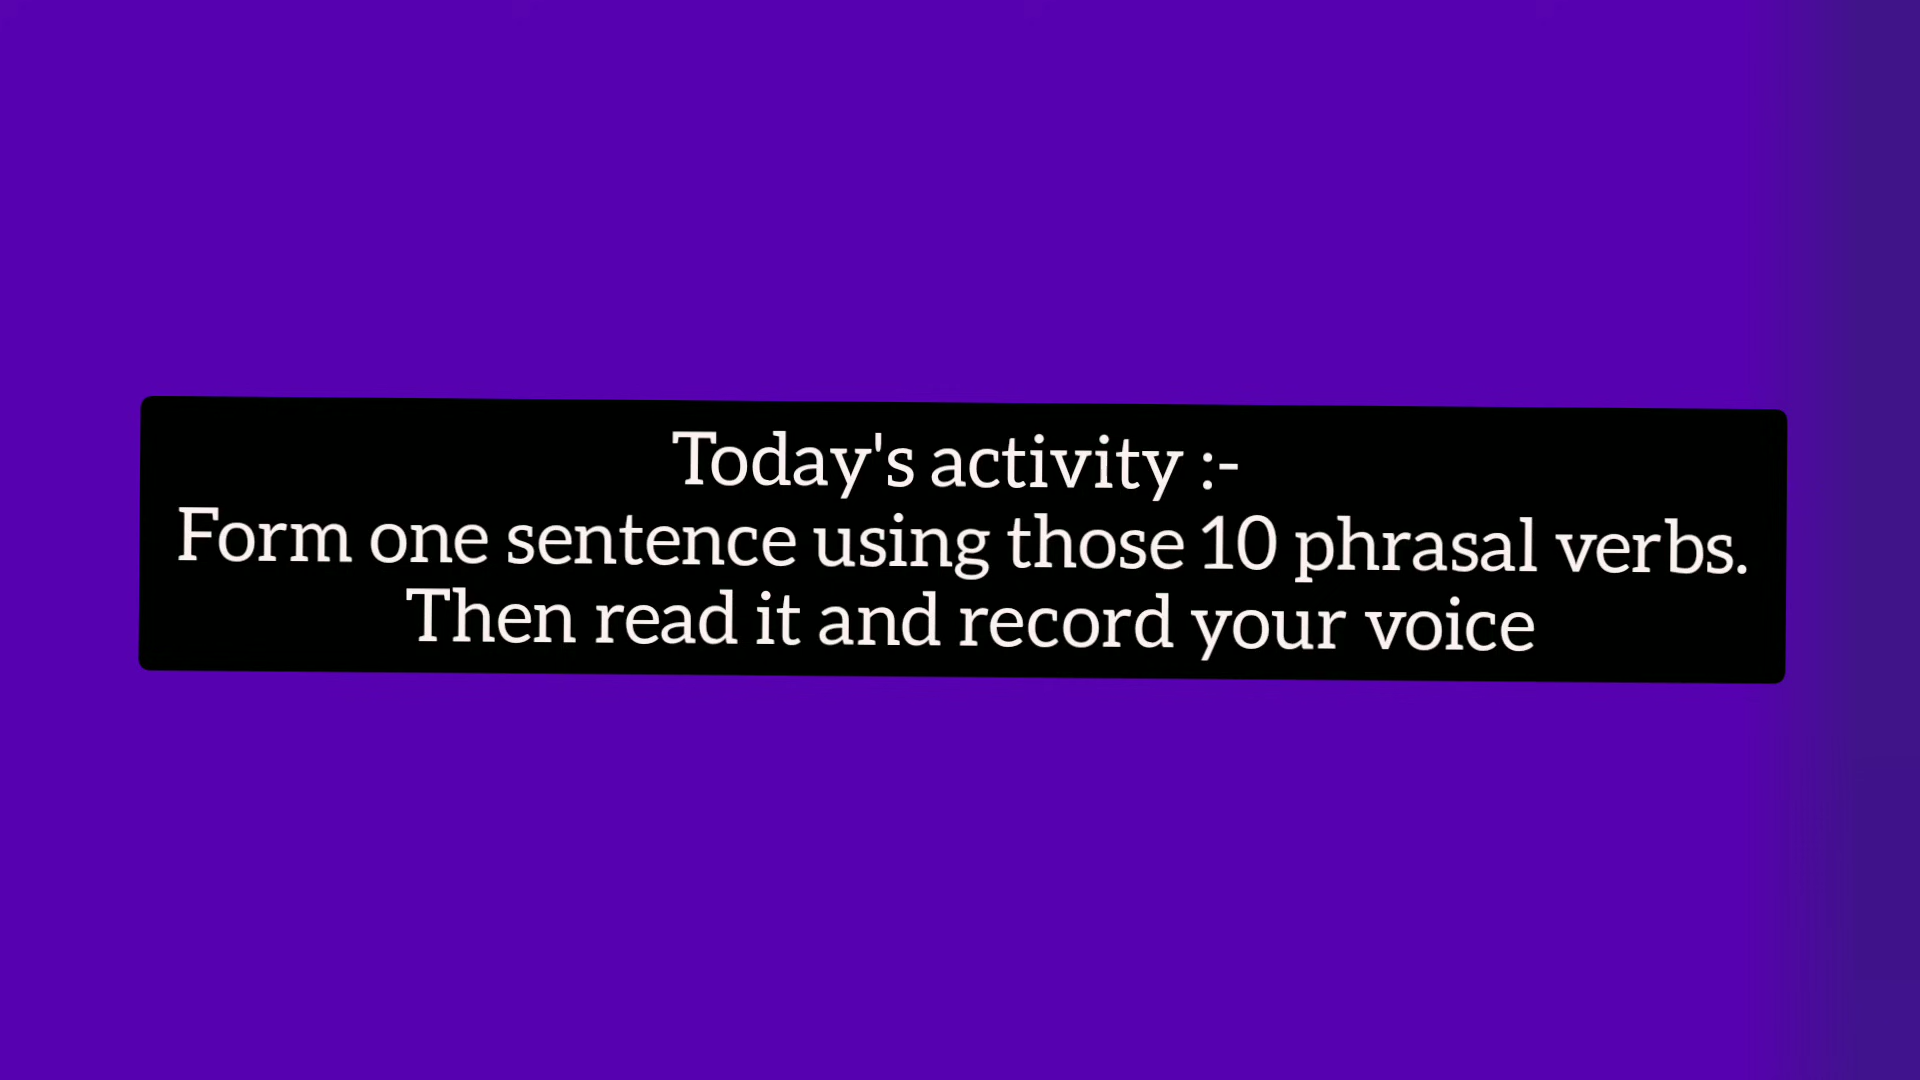 Today's activity :-
Form one sentence using those 10 phrasal verbs.
Then read it and record your voice